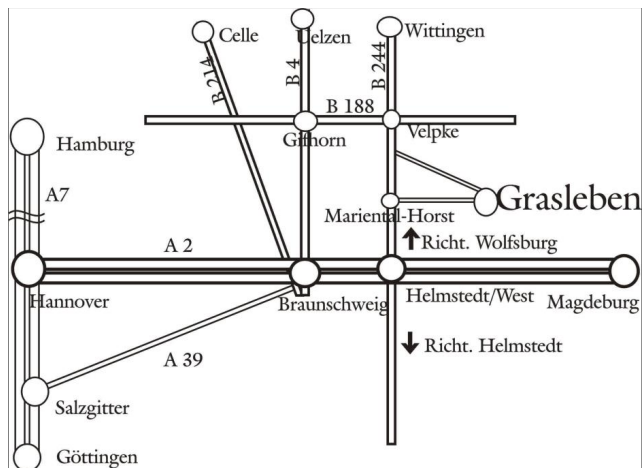 Celle
Uelzen
Wittingen
B 214
B 4
B 244
B 188
Hamburg
Gifhorn
Velpke
A7
Grasleben
Mariental-Horst
Richt. Wolfsburg
A 2
Hannover
Braunschweig
Helmstedt/West
Magdeburg
Richt. Helmstedt
A 39
Salzgitter
Göttingen